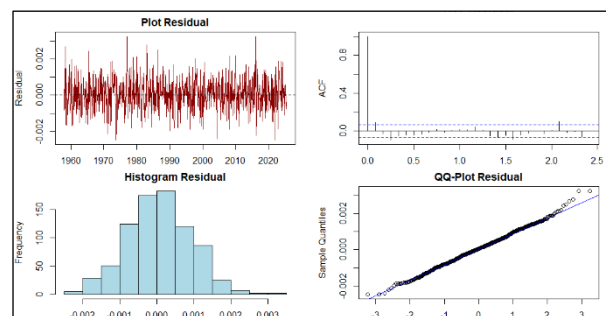 Plot Residual
Residual
0.002
0.000
-0.002
1960 1970 1980 1990 2000 2010 2020
ACF
0.8
0.4
0.0
0.0 0.5 1.0 1.5 2.0 2.5
Histogram Residual
Frequency
150
100
50
0
-0.002 -0.001 0.000 0.001 0.002 0.003
QQ-Plot Residual
Sample Quantiles
0.002
0.000
-0.002
-3 -2 -1 0 1 2 3